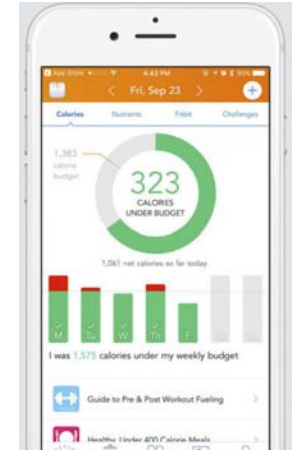 App Store
4:43 PM
90%
Fri, Sep 23
Calories Nutrients Fitbit Challenges
1,383
calorie
budget
323
CALORIES
UNDER BUDGET
1,061 net calories so far today
M Tu W Th F
I was 1,575 calories under my weekly budget
Guide to Pre & Post Workout Fueling
Healthy Under 400 Calorie Meals